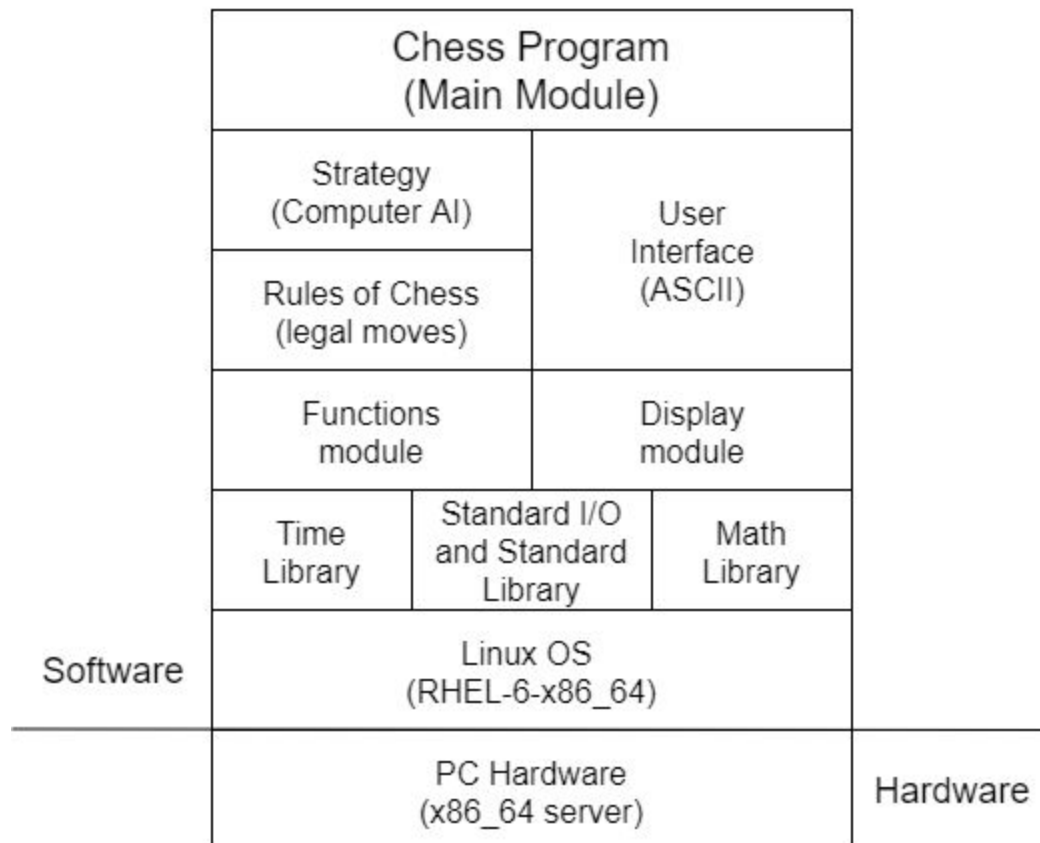 Chess Program
(Main Module)
Strategy
(Computer AI)
User
Interface
(ASCII)
Rules of Chess
(legal moves)
Functions
module
Display
module
Time
Library
Standard I/O
and Standard
Library
Math
Library
Software
Linux OS
(RHEL-6-x86_64)
PC Hardware
(x86_64 server)
Hardware